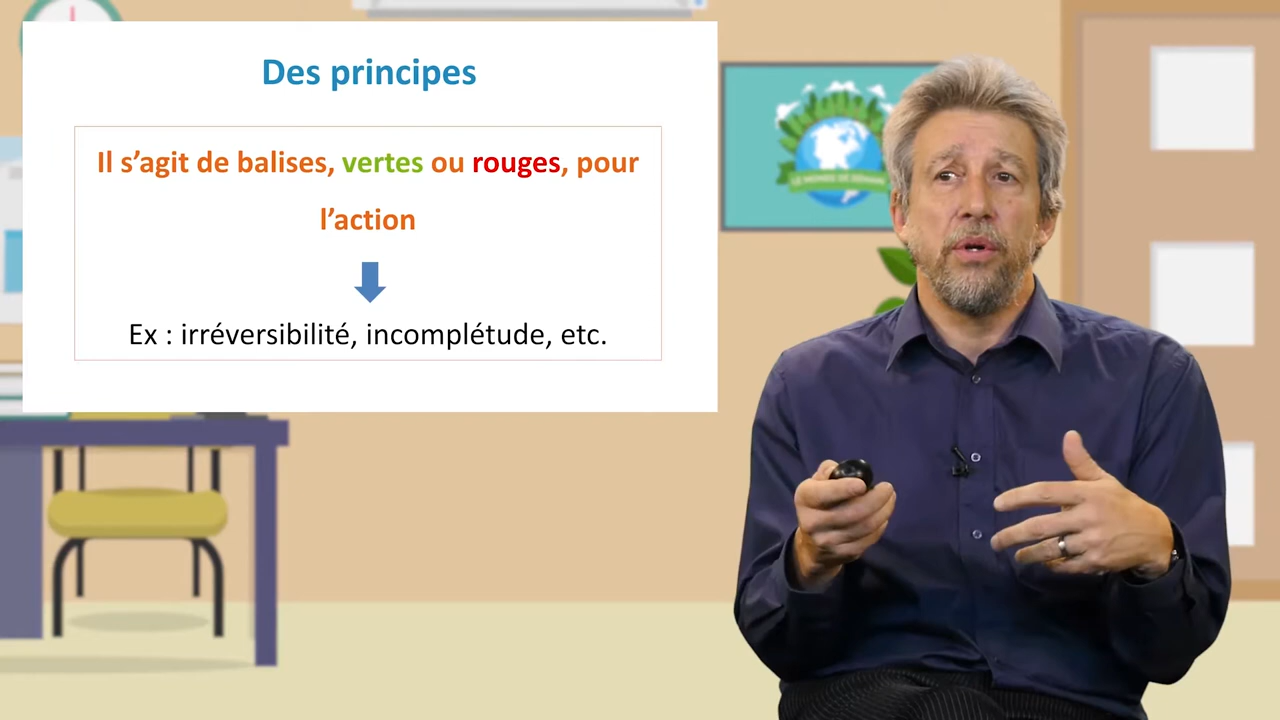 Des principes
Il s’agit de balises, vertes ou rouges, pour
l’action
Ex : irréversibilité, incomplétude, etc.